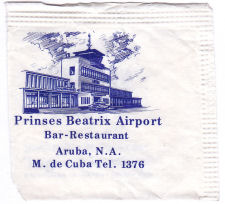 Prinses Beatrix Airport
Bar-Restaurant
Aruba, N.A.
M. de Cuba Tel. 1376